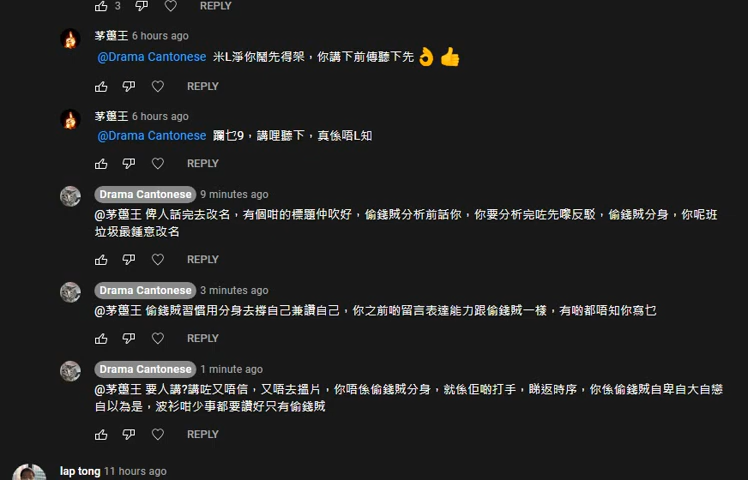 3 REPLY
茅躉王 6 hours ago
@Drama Cantonese 米L淨你鬧先得架，你講下前傳聽下先👌👍
REPLY
茅躉王 6 hours ago
@Drama Cantonese 躝乜9，講哩聽下，真係唔L知
REPLY
Drama Cantonese 9 minutes ago
@茅躉王 俾人話完去改名，有個咁的標題仲吹好，偷錢賊分析前話你，你要分析完咗先嚟反駁，偷錢賊分身，你呢班
垃圾最鍾意改名
REPLY
Drama Cantonese 3 minutes ago
@茅躉王 偷錢賊習慣用分身去撐自己兼讚自己，你之前啲留言表達能力跟偷錢賊一樣，有啲都唔知你寫乜
REPLY
Drama Cantonese 1 minute ago
@茅躉王 要人講?講咗又唔信，又唔去搵片，你唔係偷錢賊分身，就係佢啲打手，睇返時序，你係偷錢賊自卑自大自戀
自以為是，波衫咁少事都要讚好只有偷錢賊
REPLY
lap tong 11 hours ago